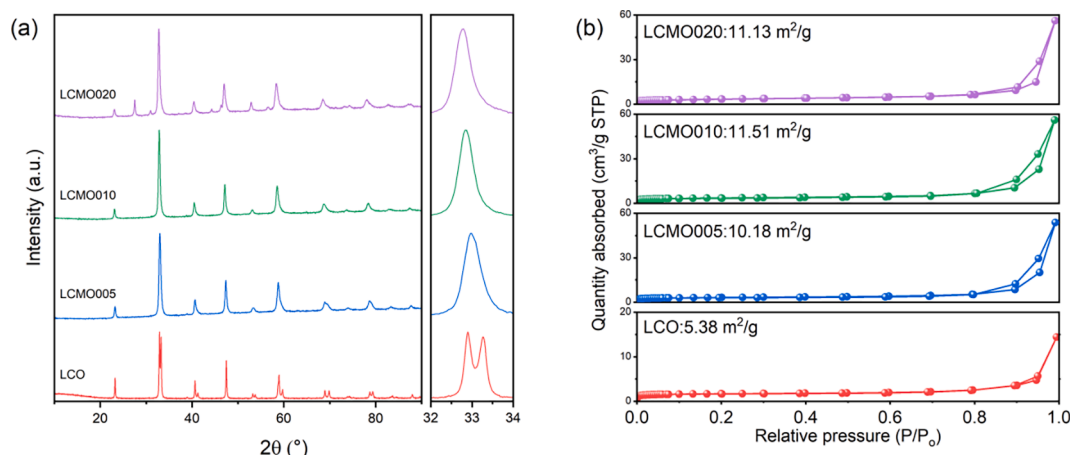 (a)
Intensity (a.u.)
LCMO020
LCMO010
LCMO005
LCO
10 20 40 60 80
32 33 34
2θ (°)
(b)
Quantity absorbed (cm³/g STP)
LCMO020:11.13 m²/g
60
30
0
LCMO010:11.51 m²/g
60
30
0
LCMO005:10.18 m²/g
60
30
0
LCO:5.38 m²/g
20
10
0
0.0 0.2 0.4 0.6 0.8 1.0
Relative pressure (P/Po)